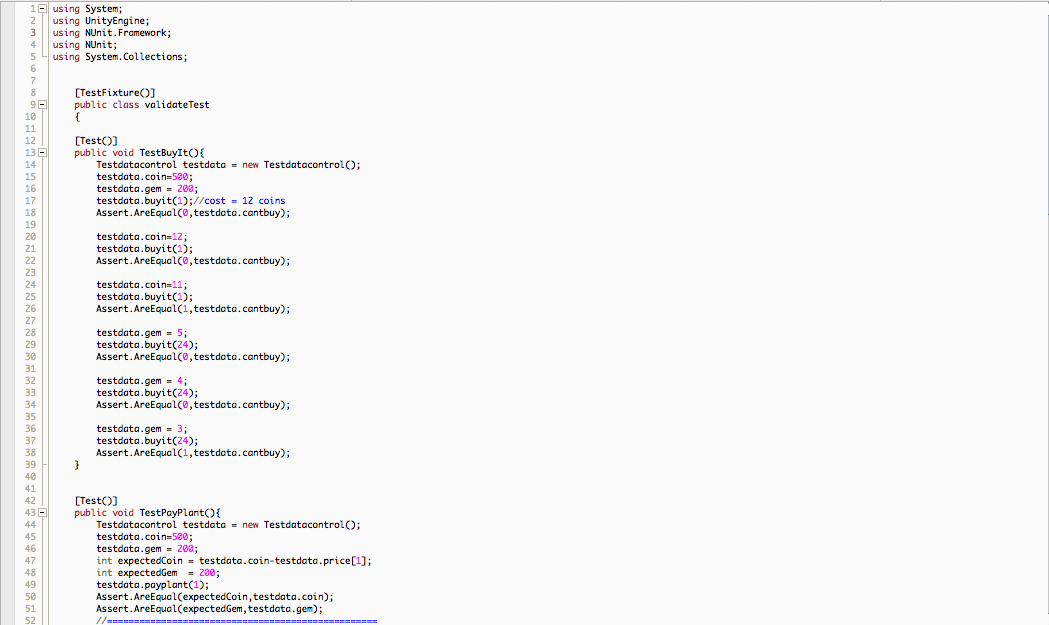 1 using System;
2 using UnityEngine;
3 using NUnit.Framework;
4 using NUnit;
5 using System.Collections;
6
7
8 [TestFixture()]
9 public class validateTest
10 {
11
12 [Test()]
13 public void TestBuyIt(){
14 Testdatacontrol testdata = new Testdatacontrol();
15 testdata.coin=500;
16 testdata.gem = 200;
17 testdata.buyit(1);//cost = 12 coins
18 Assert.AreEqual(0,testdata.cantbuy);
19
20 testdata.coin=12;
21 testdata.buyit(1);
22 Assert.AreEqual(0,testdata.cantbuy);
23
24 testdata.coin=11;
25 testdata.buyit(1);
26 Assert.AreEqual(1,testdata.cantbuy);
27
28 testdata.gem = 5;
29 testdata.buyit(24);
30 Assert.AreEqual(0,testdata.cantbuy);
31
32 testdata.gem = 4;
33 testdata.buyit(24);
34 Assert.AreEqual(0,testdata.cantbuy);
35
36 testdata.gem = 3;
37 testdata.buyit(24);
38 Assert.AreEqual(1,testdata.cantbuy);
39 }
40
41
42 [Test()]
43 public void TestPayPlant(){
44 Testdatacontrol testdata = new Testdatacontrol();
45 testdata.coin=500;
46 testdata.gem = 200;
47 int expectedCoin = testdata.coin-testdata.price[1];
48 int expectedGem  = 200;
49 testdata.payplant(1);
50 Assert.AreEqual(expectedCoin,testdata.coin);
51 Assert.AreEqual(expectedGem,testdata.gem);
52 //==================================================